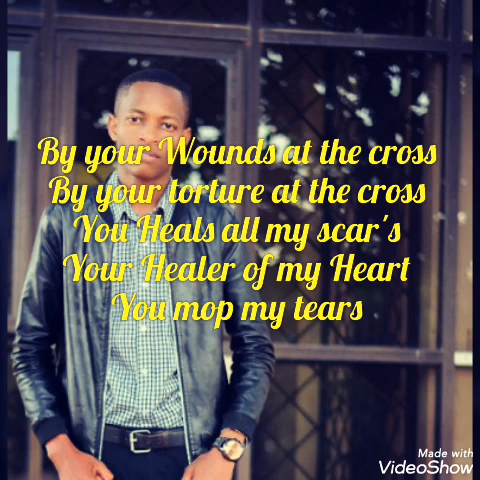 By your Wounds at the cross
By your torture at the cross
You Heals all my scar's
Your Healer of my Heart
You mop my tears
Made with
VideoShow